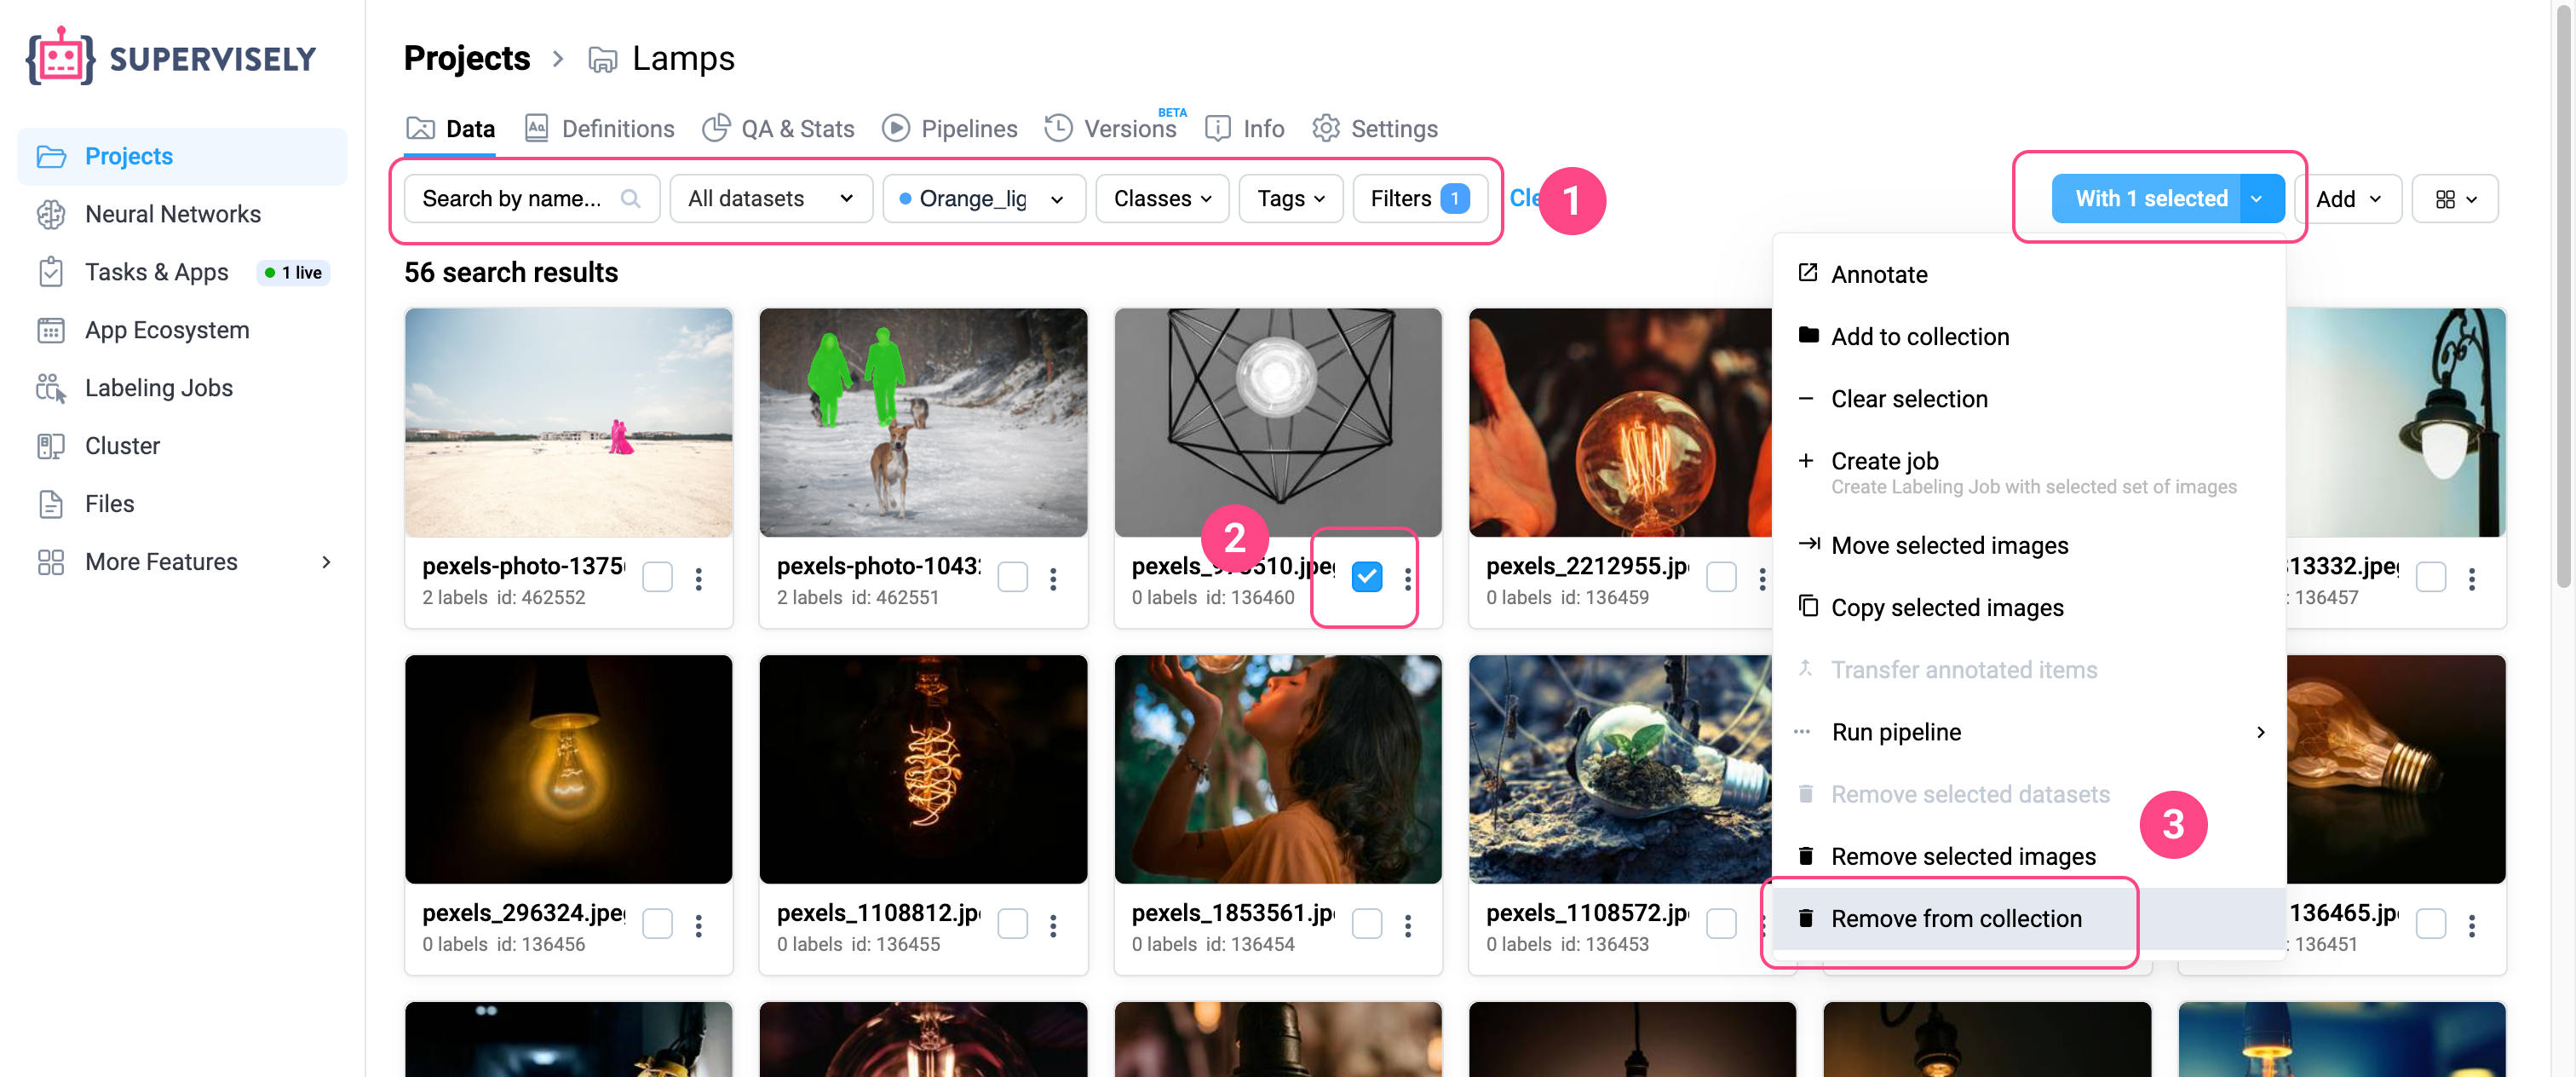 SUPERVISELY
Projects
Neural Networks
Tasks & Apps 1 live
App Ecosystem
Labeling Jobs
Cluster
Files
More Features
Projects > Lamps
Data Definitions QA & Stats Pipelines Versions BETA Info Settings
Search by name... All datasets Orange_lig Classes Tags Filters 1 Cle 1 With 1 selected Add
56 search results
Annotate
Add to collection
Clear selection
Create job
Create Labeling Job with selected set of images
Move selected images
Copy selected images
Transfer annotated items
Run pipeline
Remove selected datasets
Remove selected images
Remove from collection
2
3
pexels-photo-1375
2 labels id: 462552
pexels-photo-1043
2 labels id: 462551
510.jpe
0 labels id: 136460
pexels_2212955.jp
0 labels id: 136459
13332.jpe
: 136457
pexels_296324.jpe
0 labels id: 136456
pexels_1108812.jp
0 labels id: 136455
pexels_1853561.jp
0 labels id: 136454
pexels_1108572.jp
0 labels id: 136453
136465.jp
: 136451